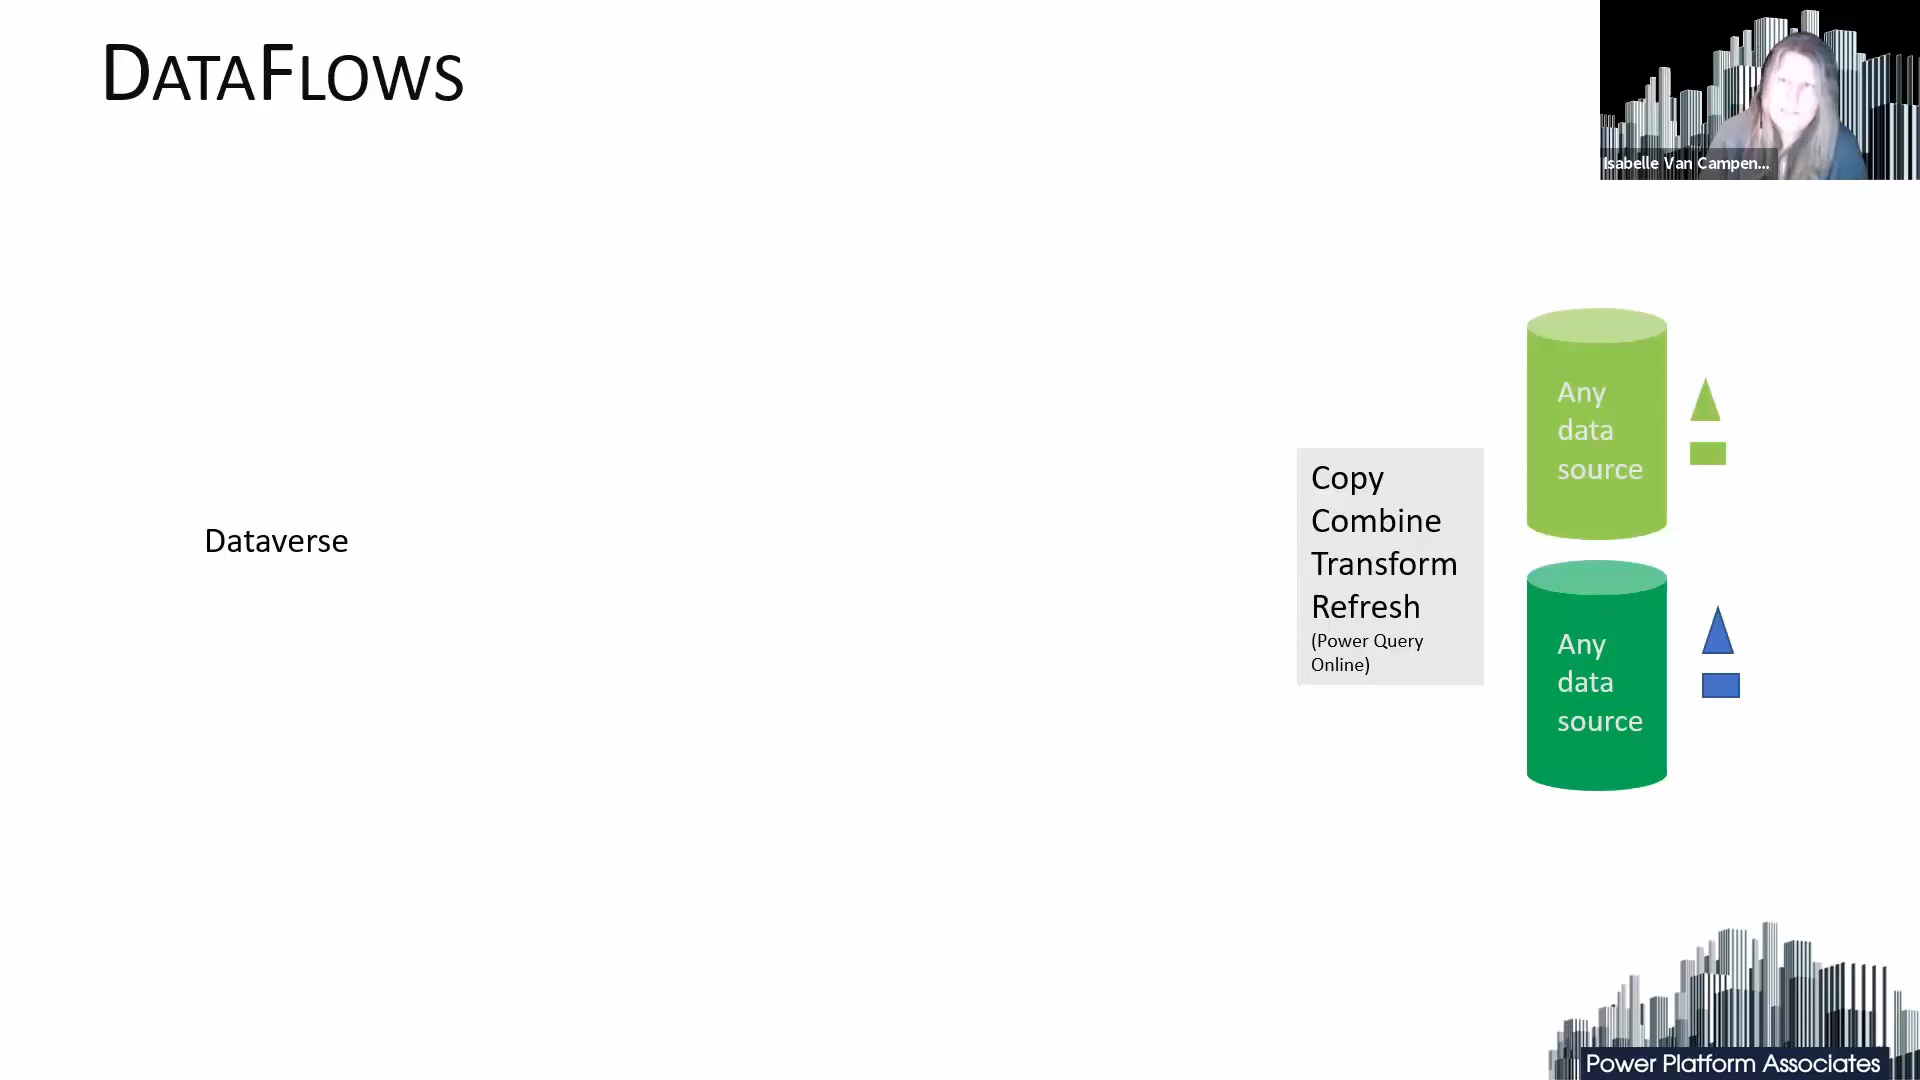 DATAFLOWS
Isabelle Van Campen...
Any
data
source
Copy
Combine
Transform
Refresh
(Power Query
Online)
Dataverse
Any
data
source
Power Platform Associates